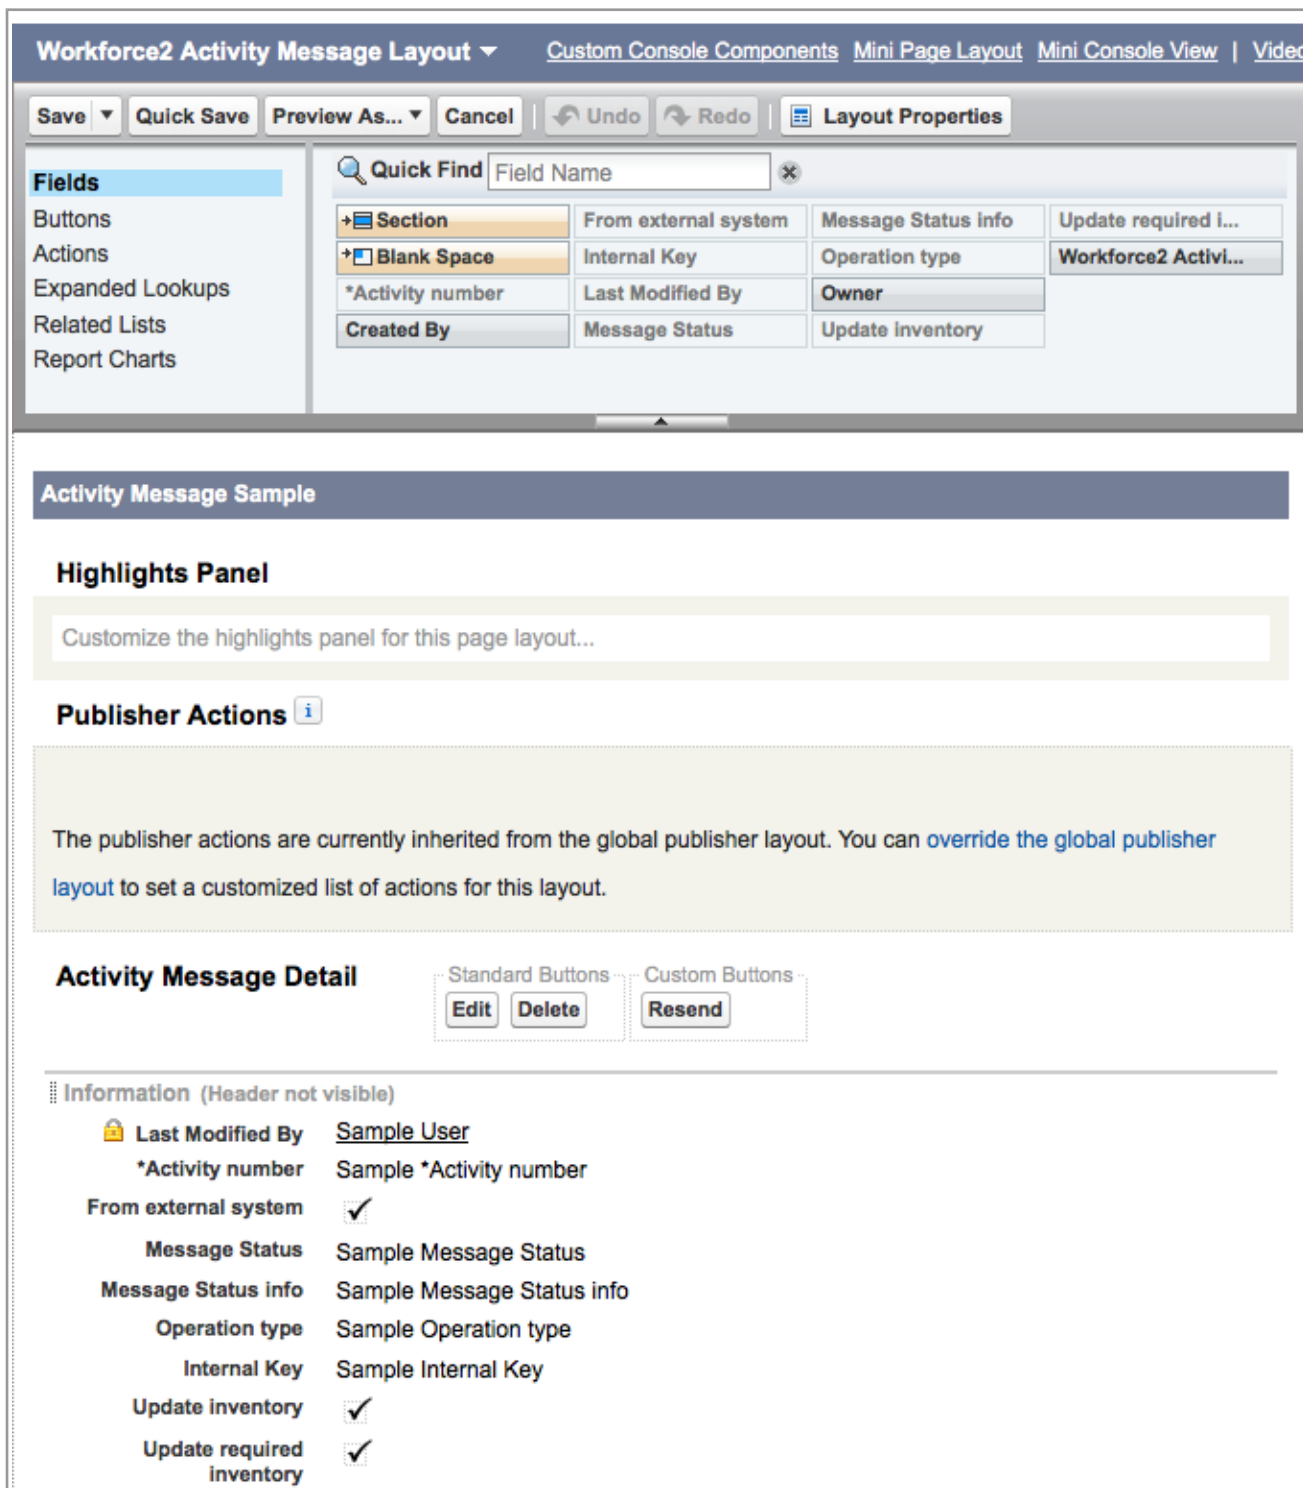 Workforce2 Activity Message Layout Custom Console Components Mini Page Layout Mini Console View | Video
Save Quick Save Preview As... Cancel Undo Redo Layout Properties
Fields
Buttons
Actions
Expanded Lookups
Related Lists
Report Charts
Quick Find Field Name
Section From external system Message Status info Update required i...
Blank Space Internal Key Operation type Workforce2 Activi...
*Activity number Last Modified By Owner
Created By Message Status Update inventory
Activity Message Sample
Highlights Panel
Customize the highlights panel for this page layout...
Publisher Actions i
The publisher actions are currently inherited from the global publisher layout. You can override the global publisher
layout to set a customized list of actions for this layout.
Activity Message Detail
Standard Buttons Custom Buttons
Edit Delete Resend
Information (Header not visible)
Last Modified By Sample User
*Activity number Sample *Activity number
From external system
Message Status Sample Message Status
Message Status info Sample Message Status info
Operation type Sample Operation type
Internal Key Sample Internal Key
Update inventory
Update required
inventory